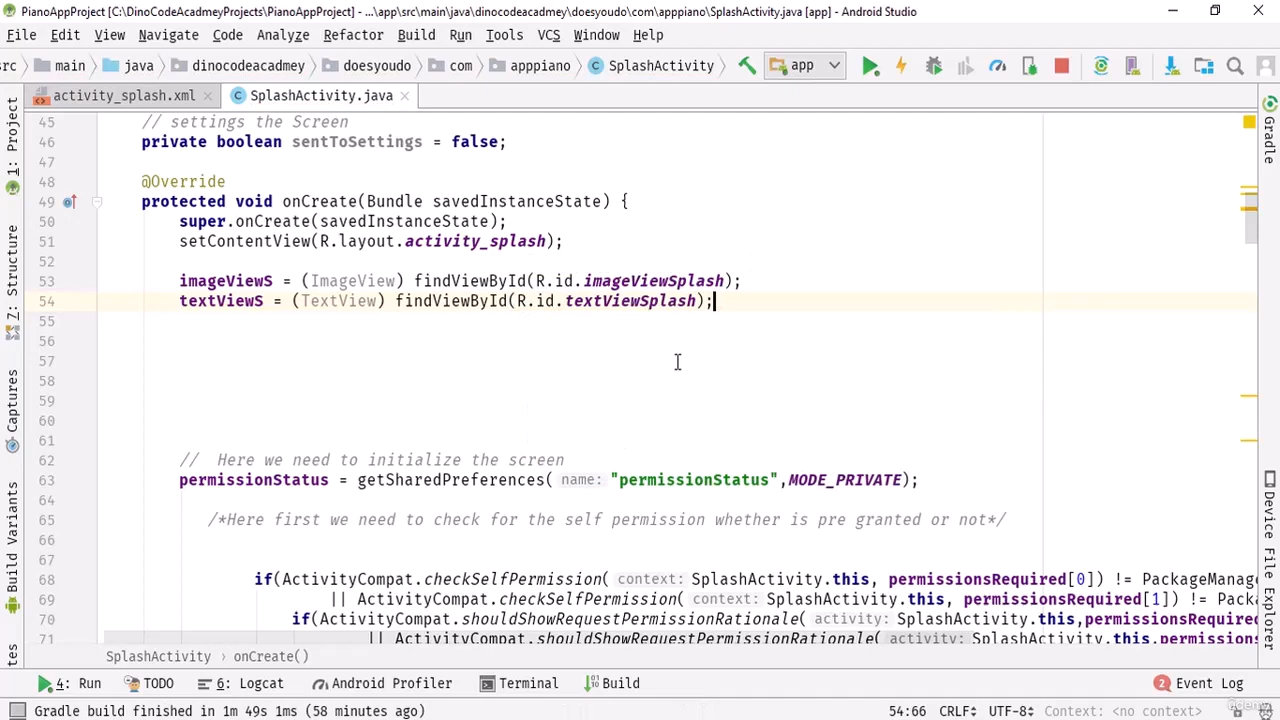 PianoAppProject [C:\DinoCodeAcadmeyProjects\PianoAppProject] - ...\app\src\main\java\dinocodeacadmey\doesyoudo\com\apppiano\SplashActivity.java [app] - Android Studio
File Edit View Navigate Code Analyze Refactor Build Run Tools VCS Window Help
src main java dinocodeacadmey doesyoudo com apppiano SplashActivity app
activity_splash.xml SplashActivity.java
45 // settings the Screen
46 private boolean sentToSettings = false;
47
48 @Override
49 protected void onCreate(Bundle savedInstanceState) {
50 super.onCreate(savedInstanceState);
51 setContentView(R.layout.activity_splash);
52
53 imageViewS = (ImageView) findViewById(R.id.imageViewSplash);
54 textViewS = (TextView) findViewById(R.id.textViewSplash);
55
56
57
58
59
60
61
62 // Here we need to initialize the screen
63 permissionStatus = getSharedPreferences( name: "permissionStatus",MODE_PRIVATE);
64
65 /*Here first we need to check for the self permission whether is pre granted or not*/
66
67
68 if(ActivityCompat.checkSelfPermission( context: SplashActivity.this, permissionsRequired[0]) != PackageManage
69 || ActivityCompat.checkSelfPermission( context: SplashActivity.this, permissionsRequired[1]) != Packa
70 if(ActivityCompat.shouldShowRequestPermissionRationale( activity: SplashActivity.this,permissionsRequired
71 || ActivityCompat.shouldShowRequestPermissionRationale( activity: SplashActivity.this,permissions
SplashActivity onCreate()
4: Run TODO 6: Logcat Android Profiler Terminal Build 2 Event Log
Gradle build finished in 1m 49s 1ms (58 minutes ago) 54:66 CRLF UTF-8 Context: <no context>
1: Project
Z: Structure
Captures
Build Variants
Gradle
Device File Explorer